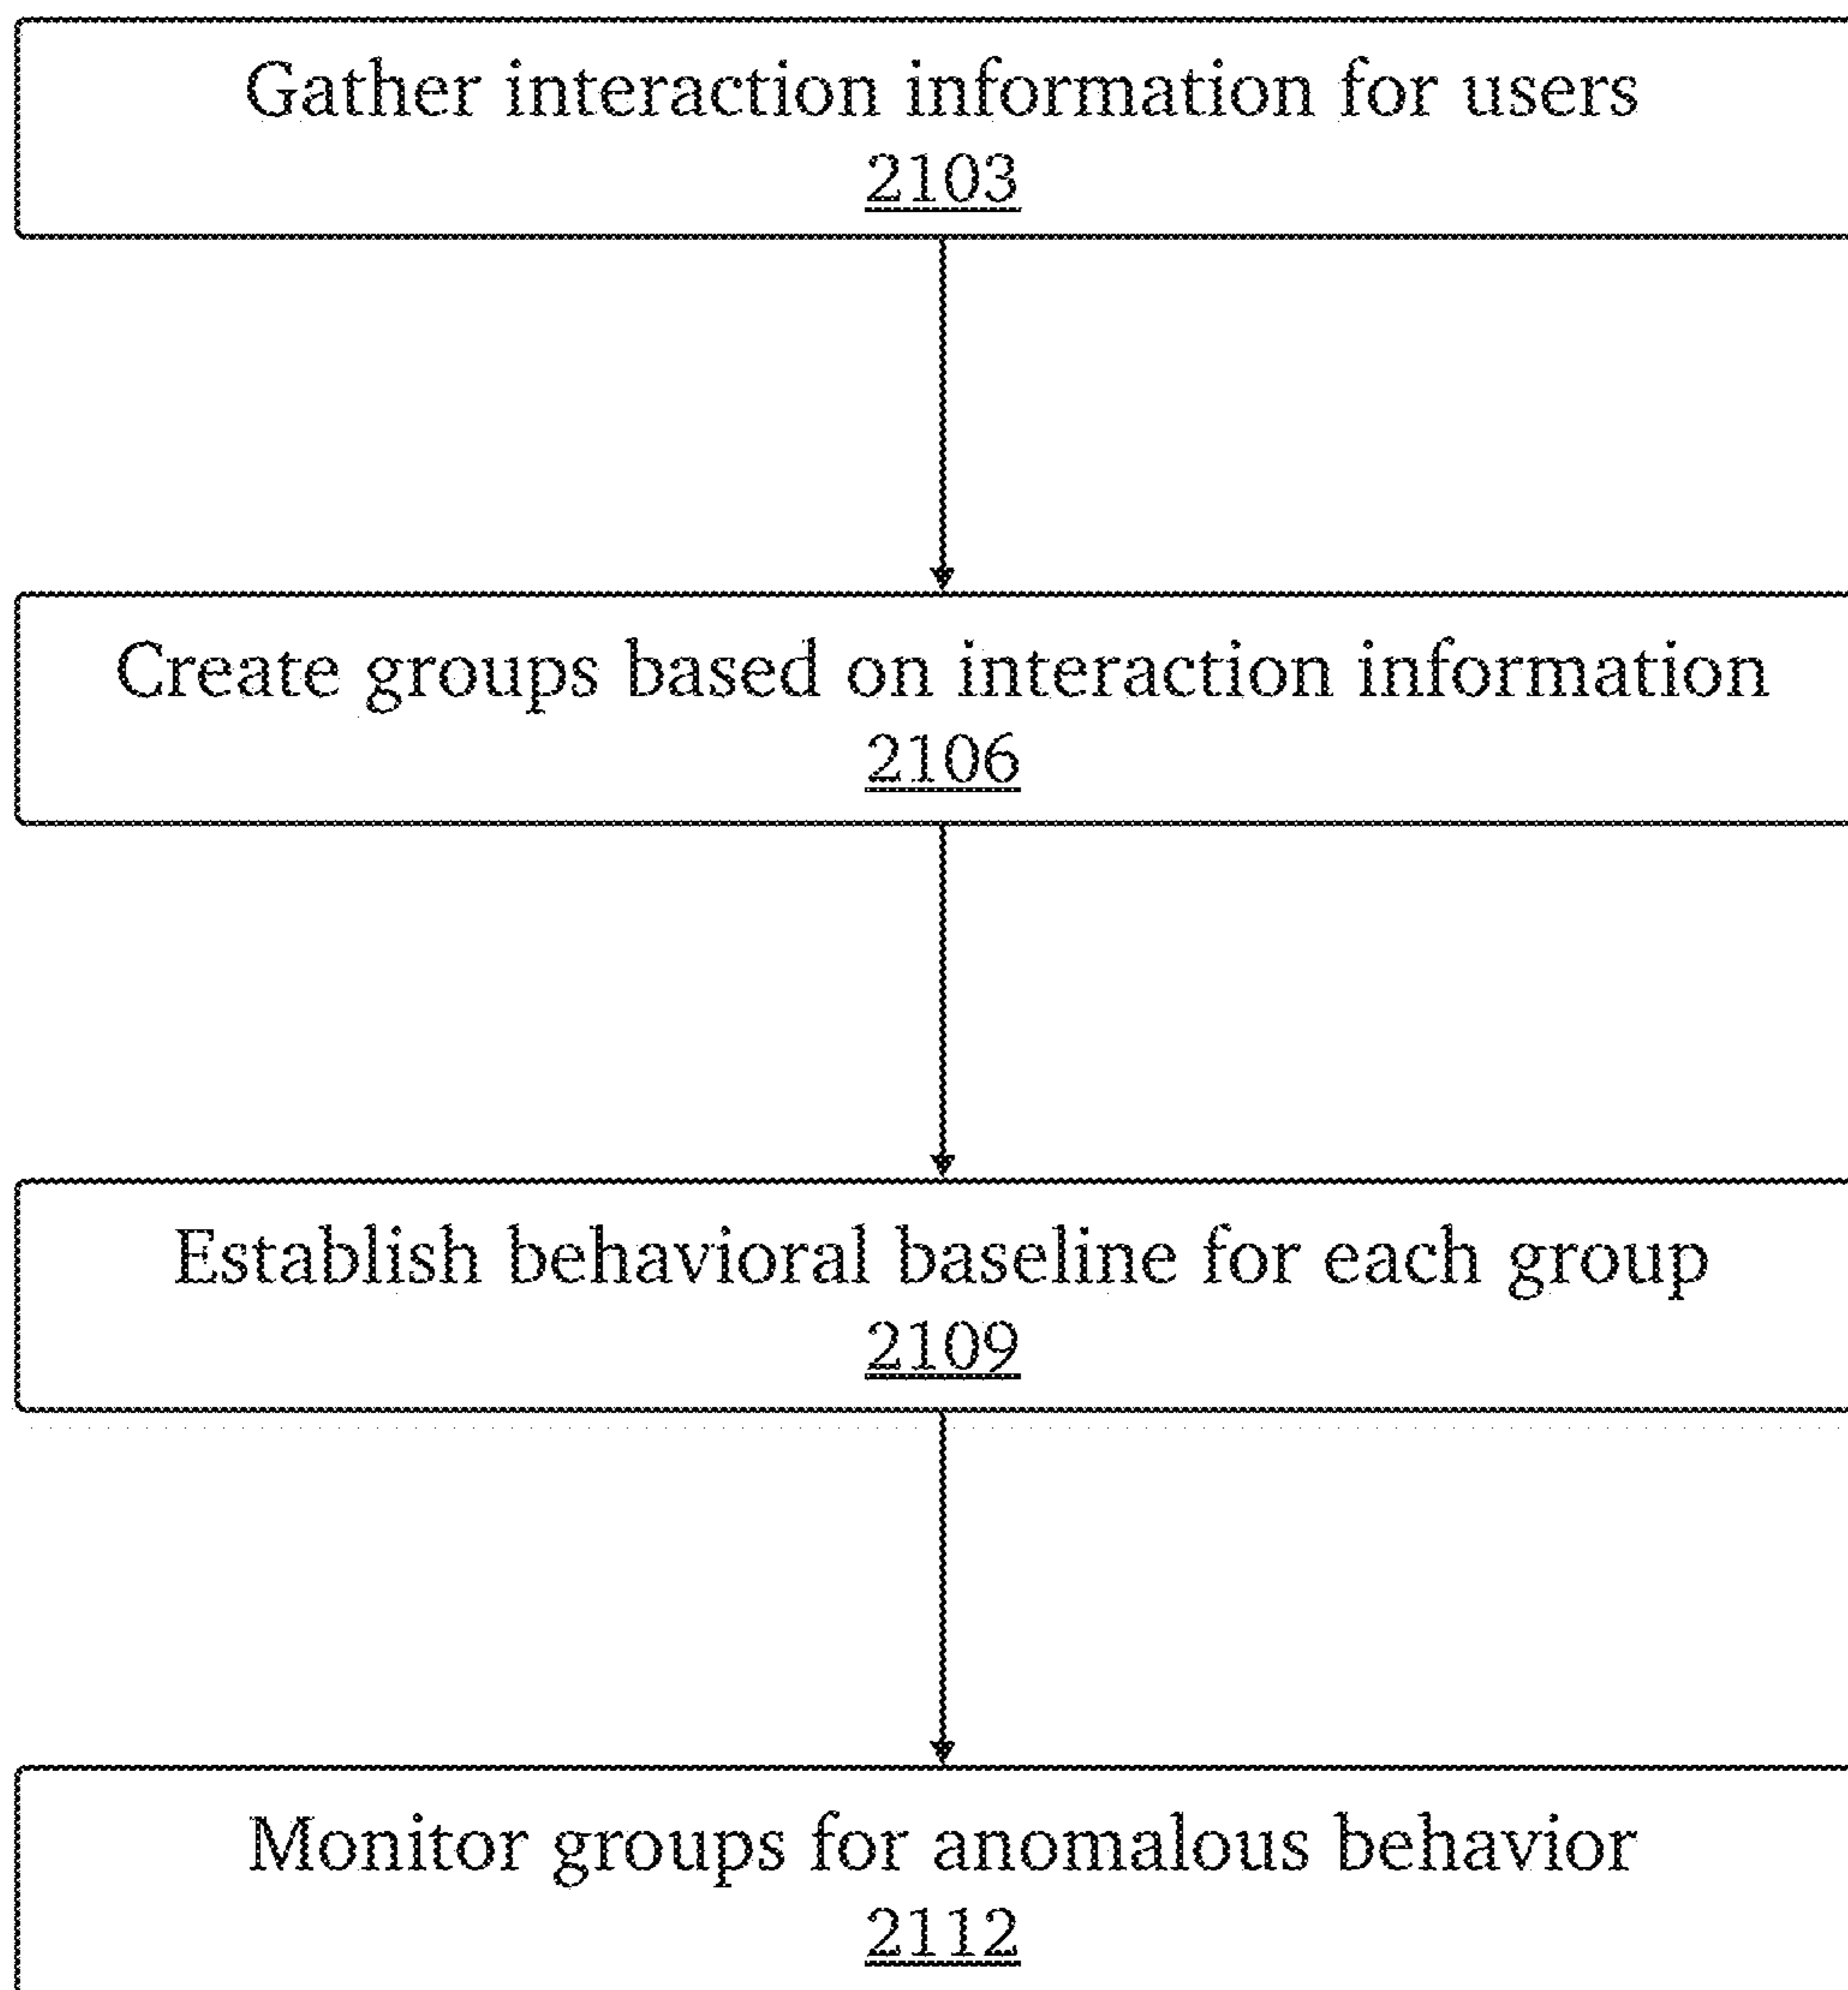 Gather interaction information for users
2103
Create groups based on interaction information
2106
Establish behavioral baseline for each group
2109
Monitor groups for anomalous behavior
2112